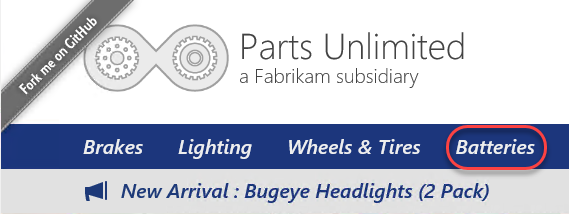 Fork me on GitHub
Parts Unlimited
a Fabrikam subsidiary
Brakes Lighting Wheels & Tires Batteries
New Arrival : Bugeye Headlights (2 Pack)